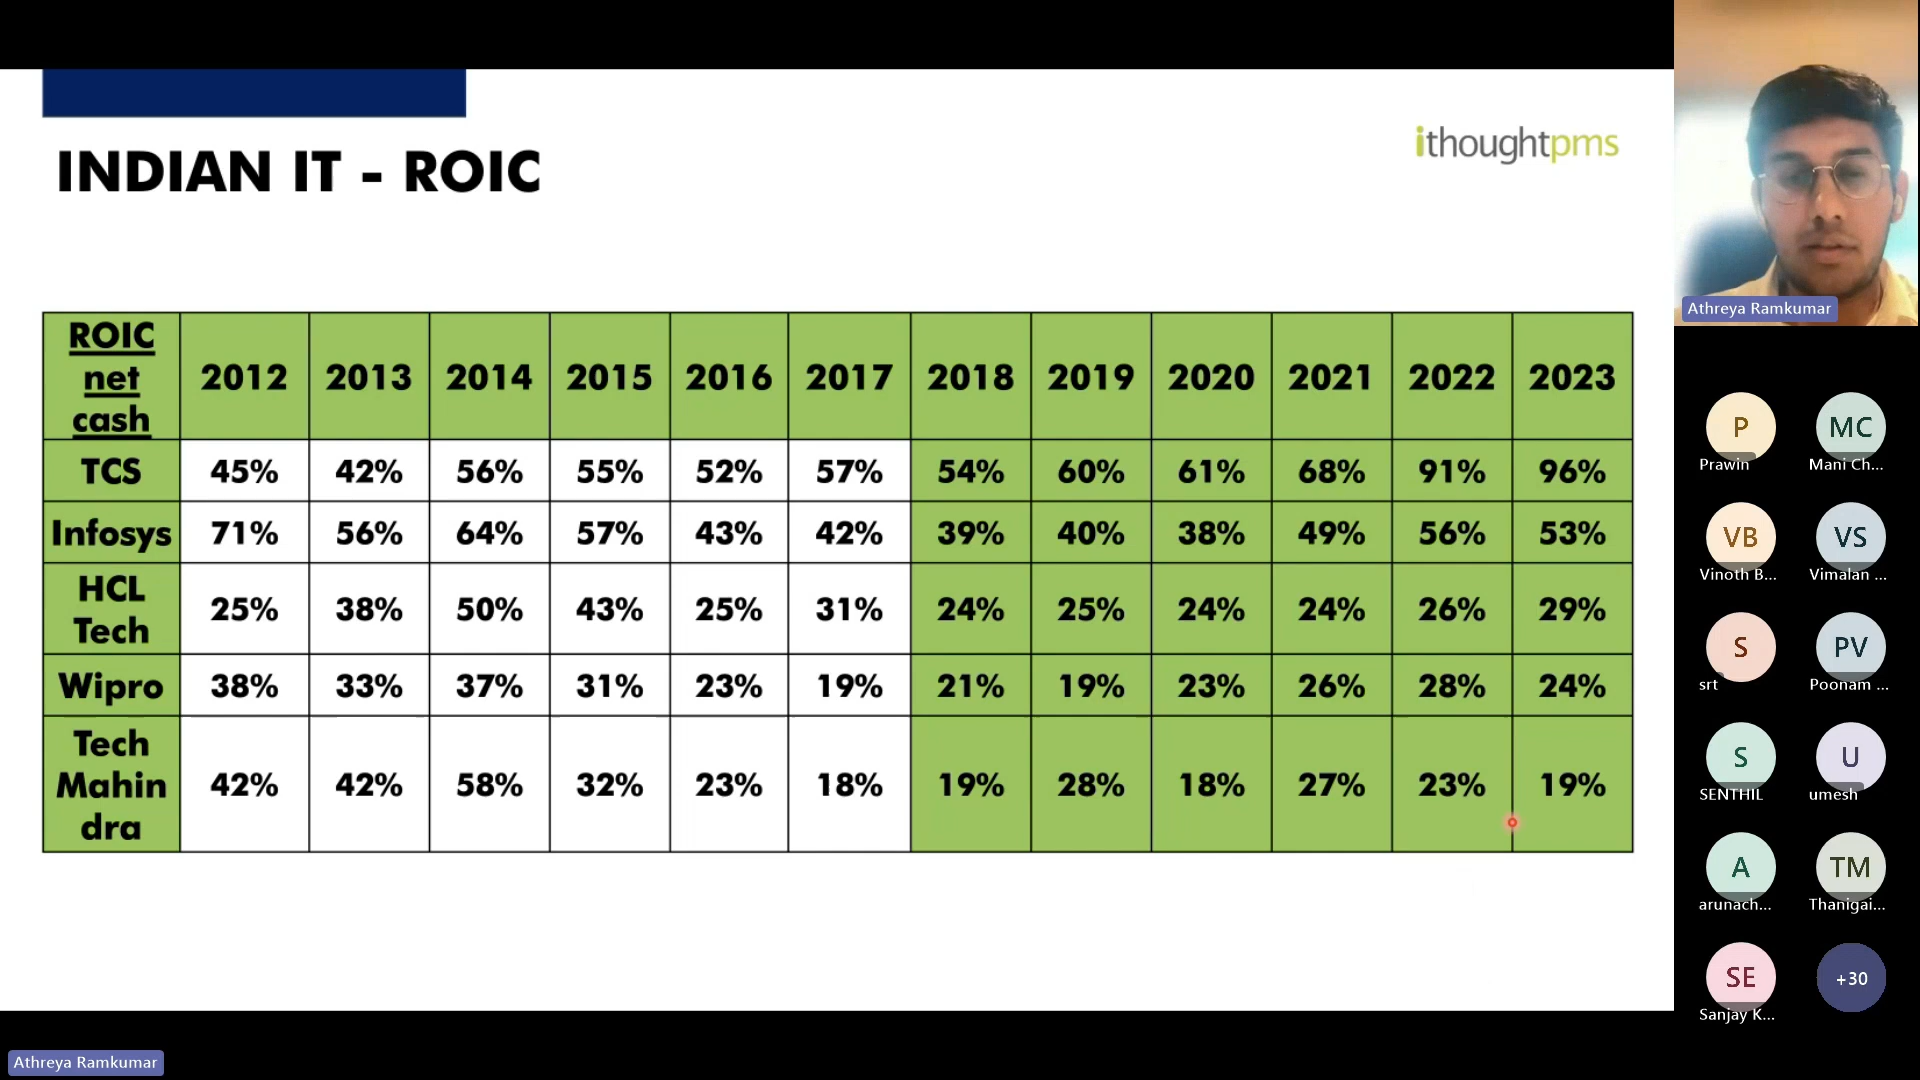 INDIAN IT - ROIC
ithoughtpms
ROIC net cash 2012 2013 2014 2015 2016 2017 2018 2019 2020 2021 2022 2023
TCS 45% 42% 56% 55% 52% 57% 54% 60% 61% 68% 91% 96%
Infosys 71% 56% 64% 57% 43% 42% 39% 40% 38% 49% 56% 53%
HCL Tech 25% 38% 50% 43% 25% 31% 24% 25% 24% 24% 26% 29%
Wipro 38% 33% 37% 31% 23% 19% 21% 19% 23% 26% 28% 24%
Tech Mahin dra 42% 42% 58% 32% 23% 18% 19% 28% 18% 27% 23% 19%
Athreya Ramkumar
P MC
Prawin Mani Ch...
VB VS
Vinoth B... Vimalan ...
S PV
srt Poonam ...
S U
SENTHIL umesh
A TM
arunach... Thanigai...
SE +30
Sanjay K...
Athreya Ramkumar